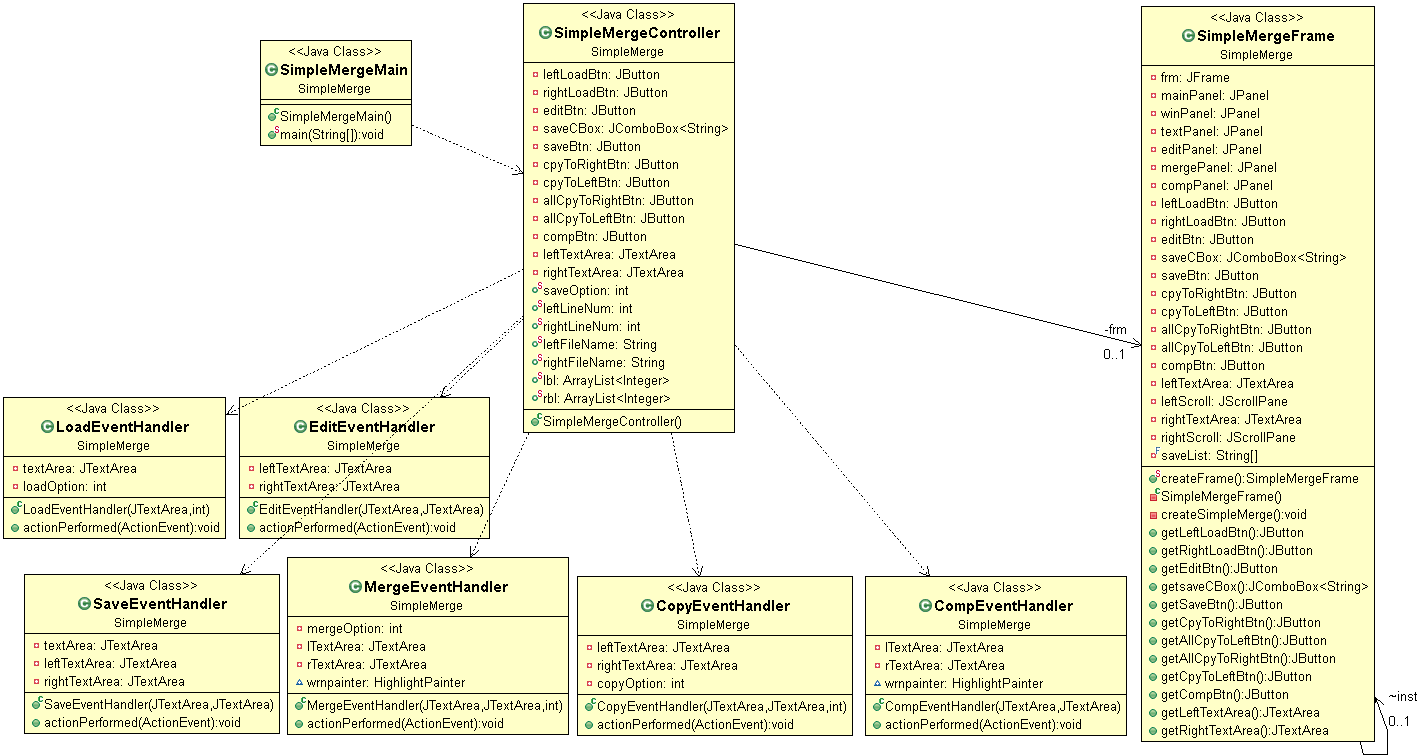 <<Java Class>>
SimpleMergeMain
SimpleMerge
SimpleMergeMain()
main(String[]):void
<<Java Class>>
SimpleMergeController
SimpleMerge
leftLoadBtn: JButton
rightLoadBtn: JButton
editBtn: JButton
saveCBox: JComboBox<String>
saveBtn: JButton
cpyToRightBtn: JButton
cpyToLeftBtn: JButton
allCpyToRightBtn: JButton
allCpyToLeftBtn: JButton
compBtn: JButton
leftTextArea: JTextArea
rightTextArea: JTextArea
saveOption: int
leftLineNum: int
rightLineNum: int
leftFileName: String
rightFileName: String
lbl: ArrayList<Integer>
rbl: ArrayList<Integer>
SimpleMergeController()
<<Java Class>>
SimpleMergeFrame
SimpleMerge
frm: JFrame
mainPanel: JPanel
winPanel: JPanel
textPanel: JPanel
editPanel: JPanel
mergePanel: JPanel
compPanel: JPanel
leftLoadBtn: JButton
rightLoadBtn: JButton
editBtn: JButton
saveCBox: JComboBox<String>
saveBtn: JButton
cpyToRightBtn: JButton
cpyToLeftBtn: JButton
allCpyToRightBtn: JButton
allCpyToLeftBtn: JButton
compBtn: JButton
leftTextArea: JTextArea
leftScroll: JScrollPane
rightTextArea: JTextArea
rightScroll: JScrollPane
saveList: String[]
createFrame():SimpleMergeFrame
SimpleMergeFrame()
createSimpleMerge():void
getLeftLoadBtn():JButton
getRightLoadBtn():JButton
getEditBtn():JButton
getsaveCBox():JComboBox<String>
getSaveBtn():JButton
getCpyToRightBtn():JButton
getAllCpyToLeftBtn():JButton
getAllCpyToRightBtn():JButton
getCpyToLeftBtn():JButton
getCompBtn():JButton
getLeftTextArea():JTextArea
getRightTextArea():JTextArea
-frm
0..1
~inst
0..1
<<Java Class>>
LoadEventHandler
SimpleMerge
textArea: JTextArea
loadOption: int
LoadEventHandler(JTextArea,int)
actionPerformed(ActionEvent):void
<<Java Class>>
EditEventHandler
SimpleMerge
leftTextArea: JTextArea
rightTextArea: JTextArea
EditEventHandler(JTextArea,JTextArea)
actionPerformed(ActionEvent):void
<<Java Class>>
SaveEventHandler
SimpleMerge
textArea: JTextArea
leftTextArea: JTextArea
rightTextArea: JTextArea
SaveEventHandler(JTextArea,JTextArea)
actionPerformed(ActionEvent):void
<<Java Class>>
MergeEventHandler
SimpleMerge
mergeOption: int
lTextArea: JTextArea
rTextArea: JTextArea
wrnpainter: HighlightPainter
MergeEventHandler(JTextArea,JTextArea,int)
actionPerformed(ActionEvent):void
<<Java Class>>
CopyEventHandler
SimpleMerge
leftTextArea: JTextArea
rightTextArea: JTextArea
copyOption: int
CopyEventHandler(JTextArea,JTextArea,int)
actionPerformed(ActionEvent):void
<<Java Class>>
CompEventHandler
SimpleMerge
lTextArea: JTextArea
rTextArea: JTextArea
wrnpainter: HighlightPainter
CompEventHandler(JTextArea,JTextArea)
actionPerformed(ActionEvent):void